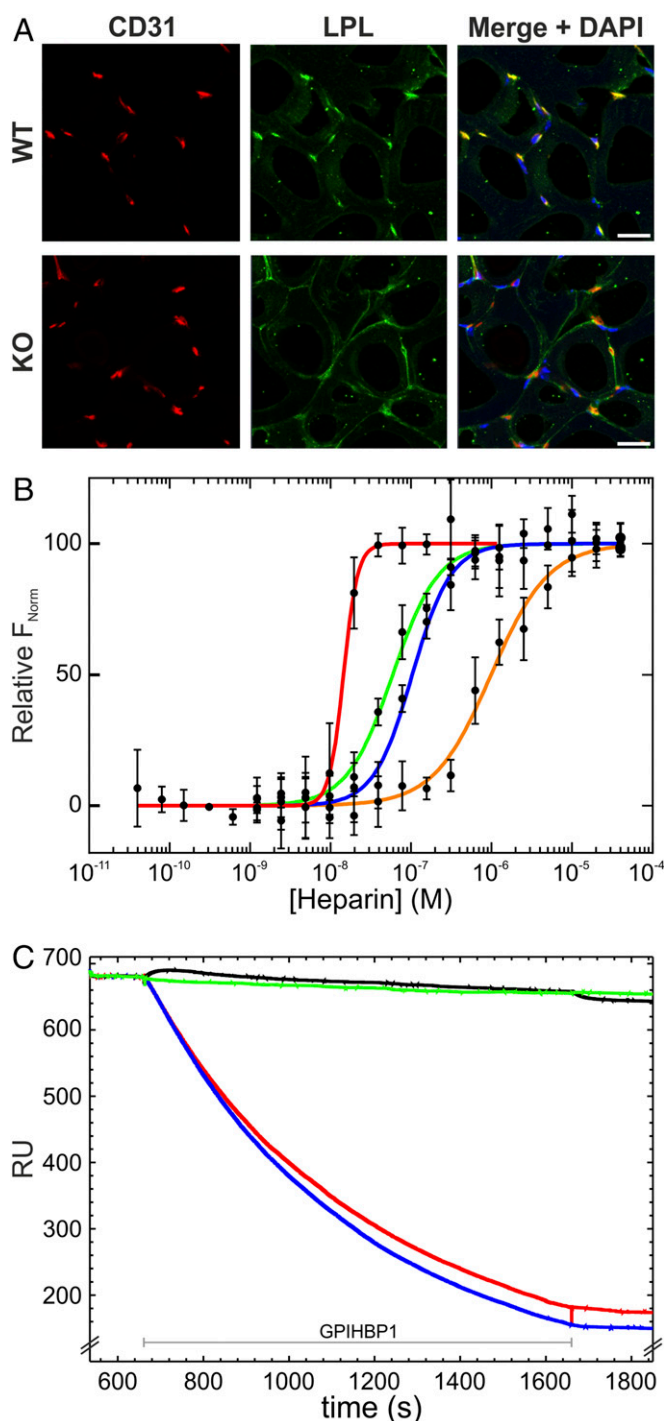 A
CD31 LPL Merge + DAPI
WT
KO
B
Relative F_Norm
100
50
0
10⁻¹¹ 10⁻¹⁰ 10⁻⁹ 10⁻⁸ 10⁻⁷ 10⁻⁶ 10⁻⁵ 10⁻⁴
[Heparin] (M)
C
RU
700
600
500
400
300
200
GPIHBP1
600 800 1000 1200 1400 1600 1800
time (s)